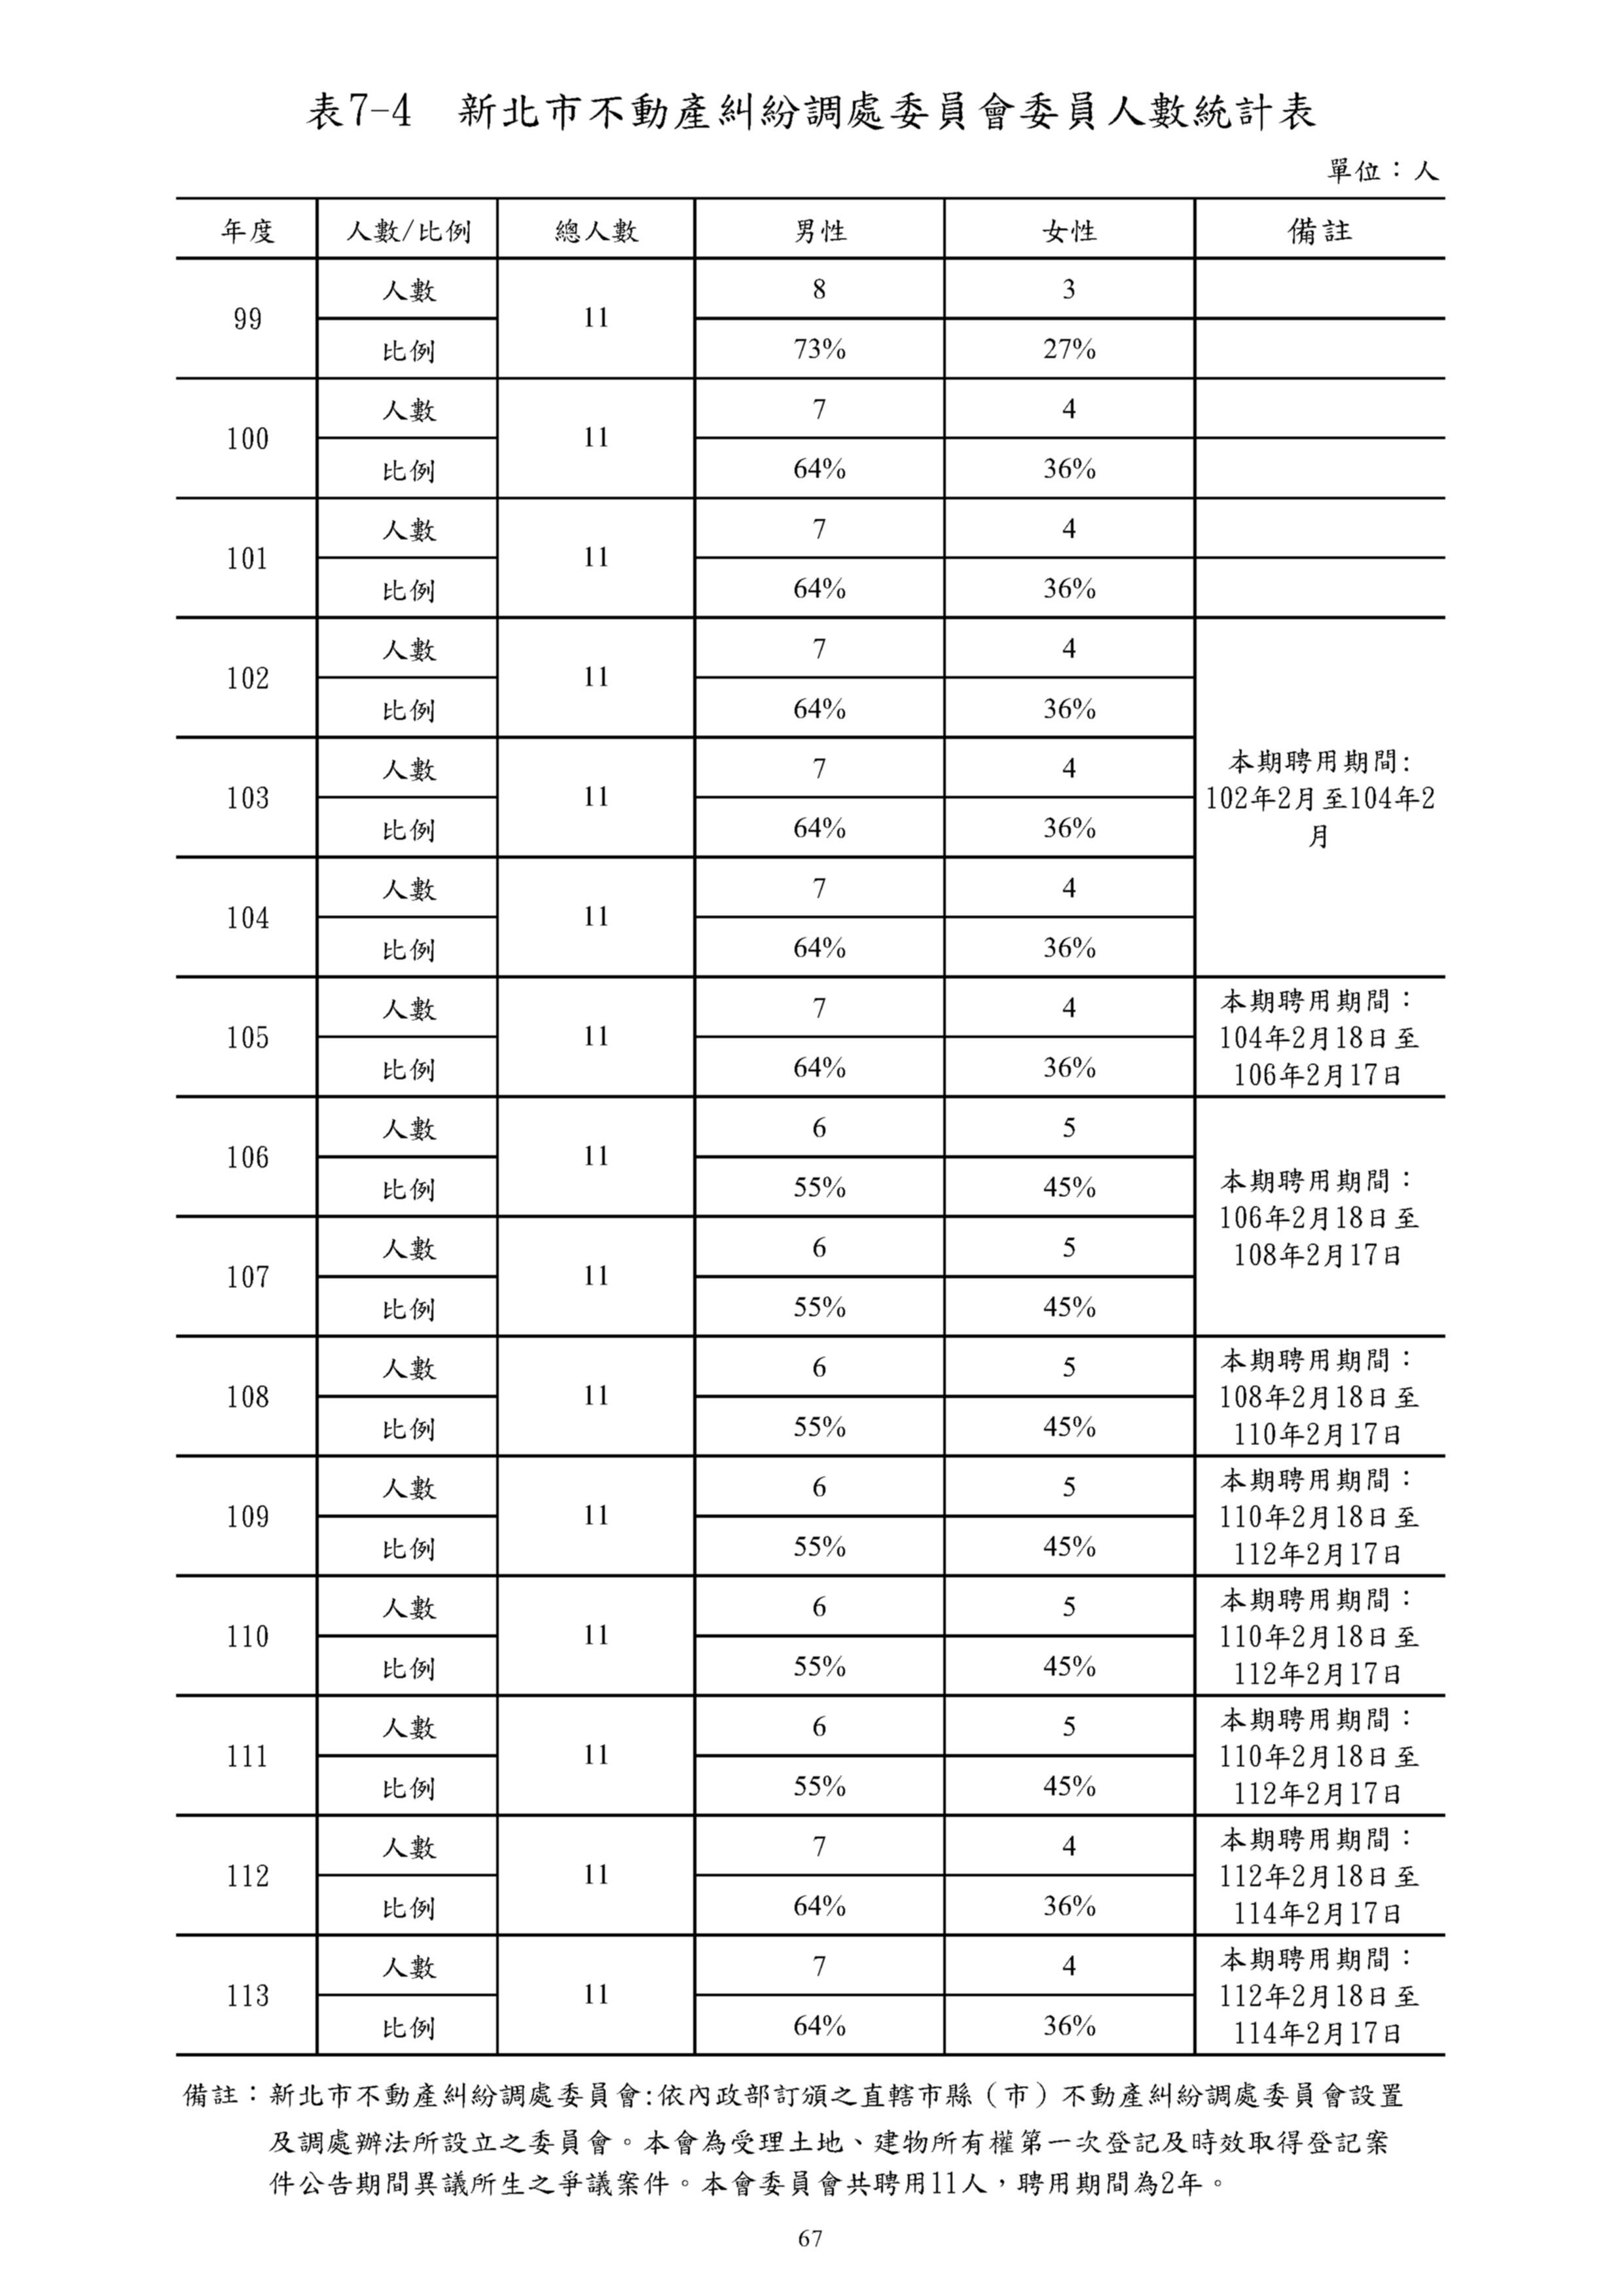 表7-4　新北市不動產糾紛調處委員會委員人數統計表
單位：人
年度 人數/比例 總人數 男性 女性 備註
人數 8 3
99 11
比例 73% 27%
人數 7 4
100 11
比例 64% 36%
人數 7 4
101 11
比例 64% 36%
人數 7 4
102 11
比例 64% 36%
人數 7 4
103 11
比例 64% 36%
人數 7 4
104 11
比例 64% 36%
本期聘用期間:
102年2月至104年2
月
人數 7 4
105 11
比例 64% 36%
本期聘用期間：
104年2月18日至
106年2月17日
人數 6 5
106 11
比例 55% 45%
人數 6 5
107 11
比例 55% 45%
本期聘用期間：
106年2月18日至
108年2月17日
人數 6 5
108 11
比例 55% 45%
本期聘用期間：
108年2月18日至
110年2月17日
人數 6 5
109 11
比例 55% 45%
本期聘用期間：
110年2月18日至
112年2月17日
人數 6 5
110 11
比例 55% 45%
本期聘用期間：
110年2月18日至
112年2月17日
人數 6 5
111 11
比例 55% 45%
本期聘用期間：
110年2月18日至
112年2月17日
人數 7 4
112 11
比例 64% 36%
本期聘用期間：
112年2月18日至
114年2月17日
人數 7 4
113 11
比例 64% 36%
本期聘用期間：
112年2月18日至
114年2月17日
備註：新北市不動產糾紛調處委員會:依內政部訂頒之直轄市縣（市）不動產糾紛調處委員會設置
及調處辦法所設立之委員會。本會為受理土地、建物所有權第一次登記及時效取得登記案
件公告期間異議所生之爭議案件。本會委員會共聘用11人，聘用期間為2年。
67